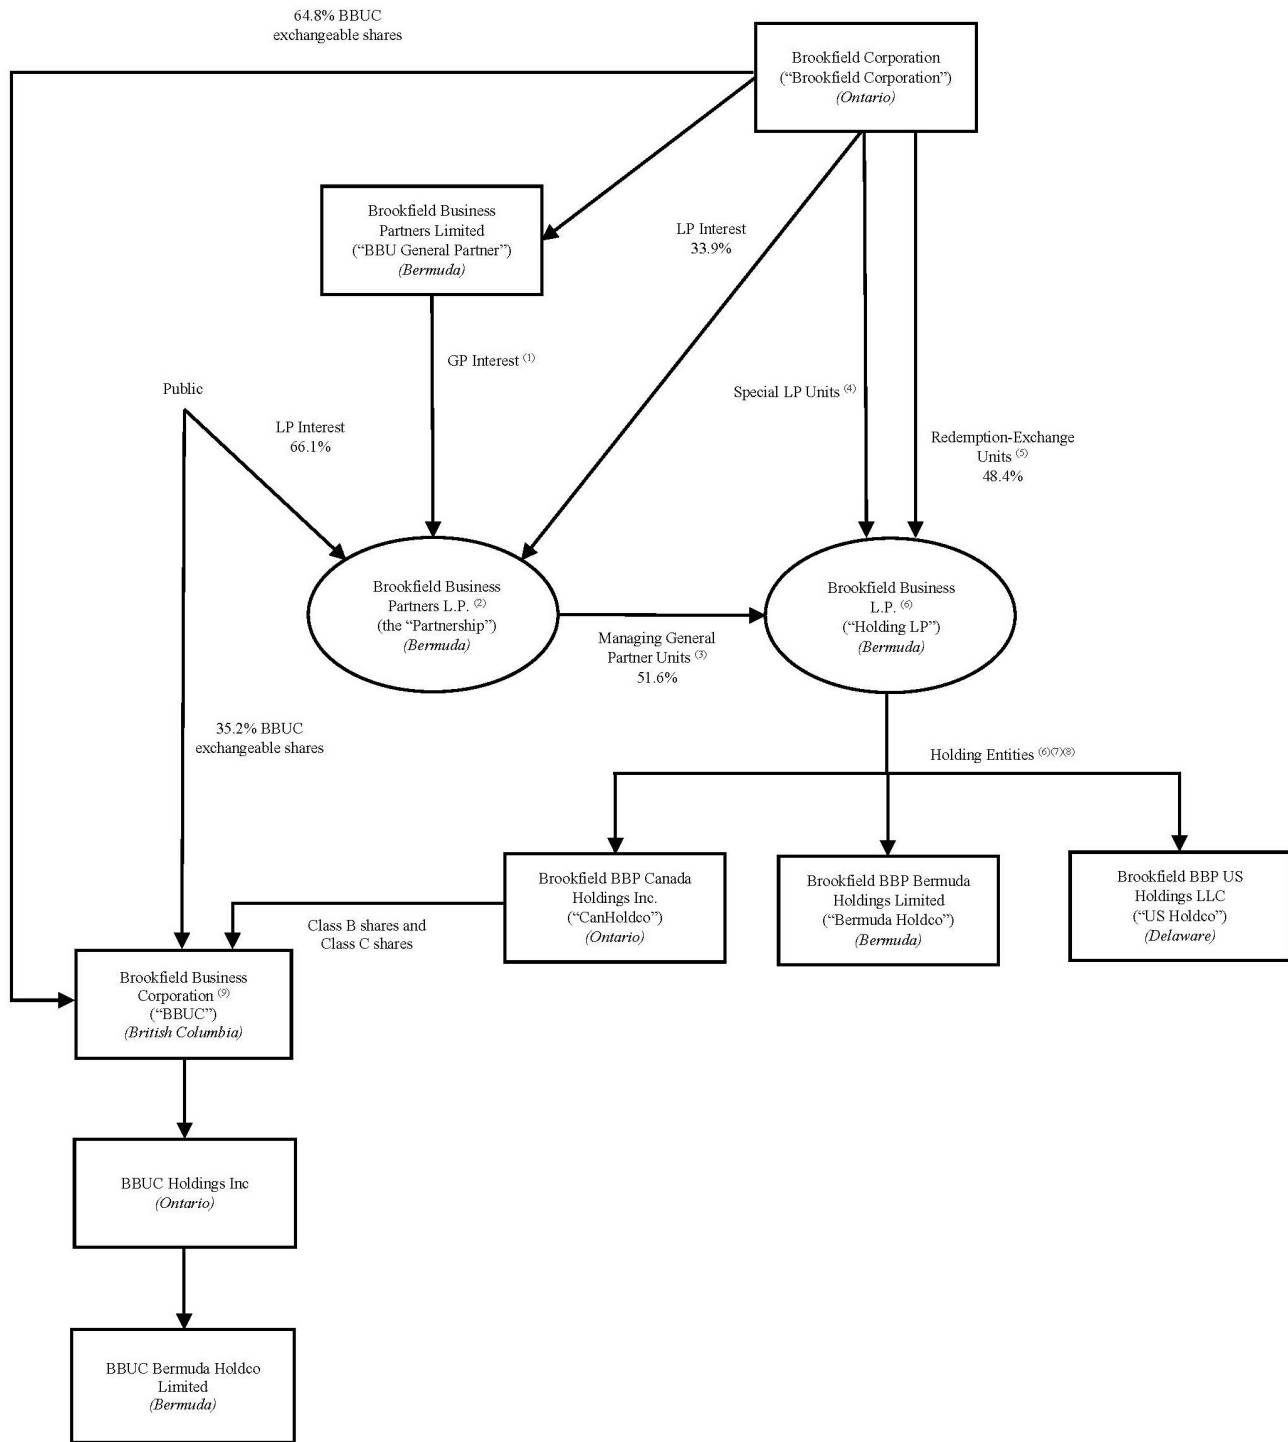 64.8% BBUC
exchangeable shares
Brookfield Corporation
(“Brookfield Corporation”)
(Ontario)
Brookfield Business
Partners Limited
(“BBU General Partner”)
(Bermuda)
LP Interest
33.9%
GP Interest (1)
Public
LP Interest
66.1%
Special LP Units (4)
Redemption-Exchange
Units (5)
48.4%
Brookfield Business
Partners L.P. (2)
(the “Partnership”)
(Bermuda)
Managing General
Partner Units (3)
51.6%
Brookfield Business
L.P. (6)
(“Holding LP”)
(Bermuda)
35.2% BBUC
exchangeable shares
Holding Entities (6)(7)(8)
Brookfield BBP Canada
Holdings Inc.
(“CanHoldco”)
(Ontario)
Brookfield BBP Bermuda
Holdings Limited
(“Bermuda Holdco”)
(Bermuda)
Brookfield BBP US
Holdings LLC
(“US Holdco”)
(Delaware)
Class B shares and
Class C shares
Brookfield Business
Corporation (9)
(“BBUC”)
(British Columbia)
BBUC Holdings Inc
(Ontario)
BBUC Bermuda Holdco
Limited
(Bermuda)